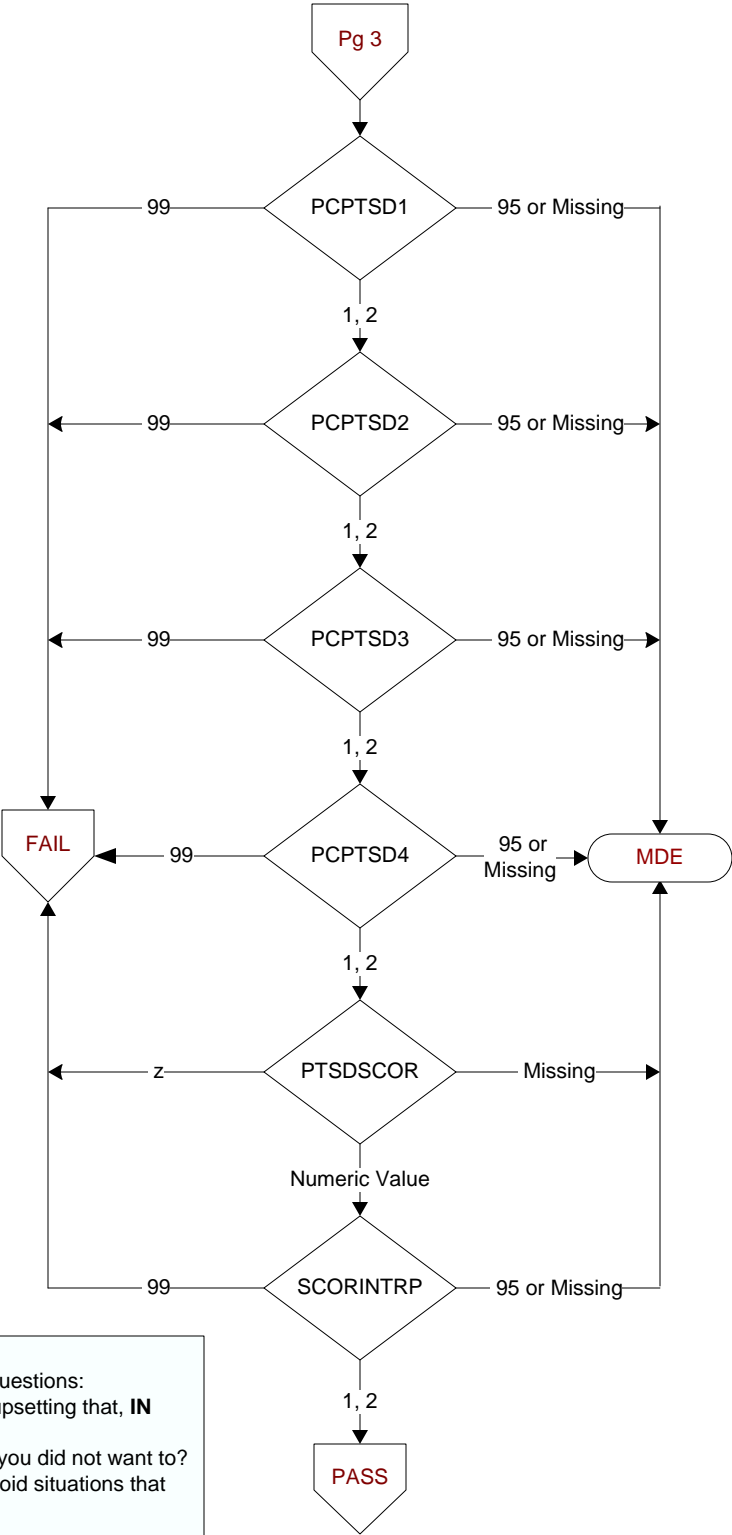 Pg 3
99
PCPTSD1
95 or Missing
1, 2
99
PCPTSD2
95 or Missing
1, 2
99
PCPTSD3
95 or Missing
1, 2
FAIL
99
PCPTSD4
95 or
Missing
MDE
1, 2
z
PTSDSCOR
Missing
Numeric Value
99
SCORINTRP
95 or Missing
1, 2
PASS
uestions:
upsetting that, IN
you did not want to?
oid situations that